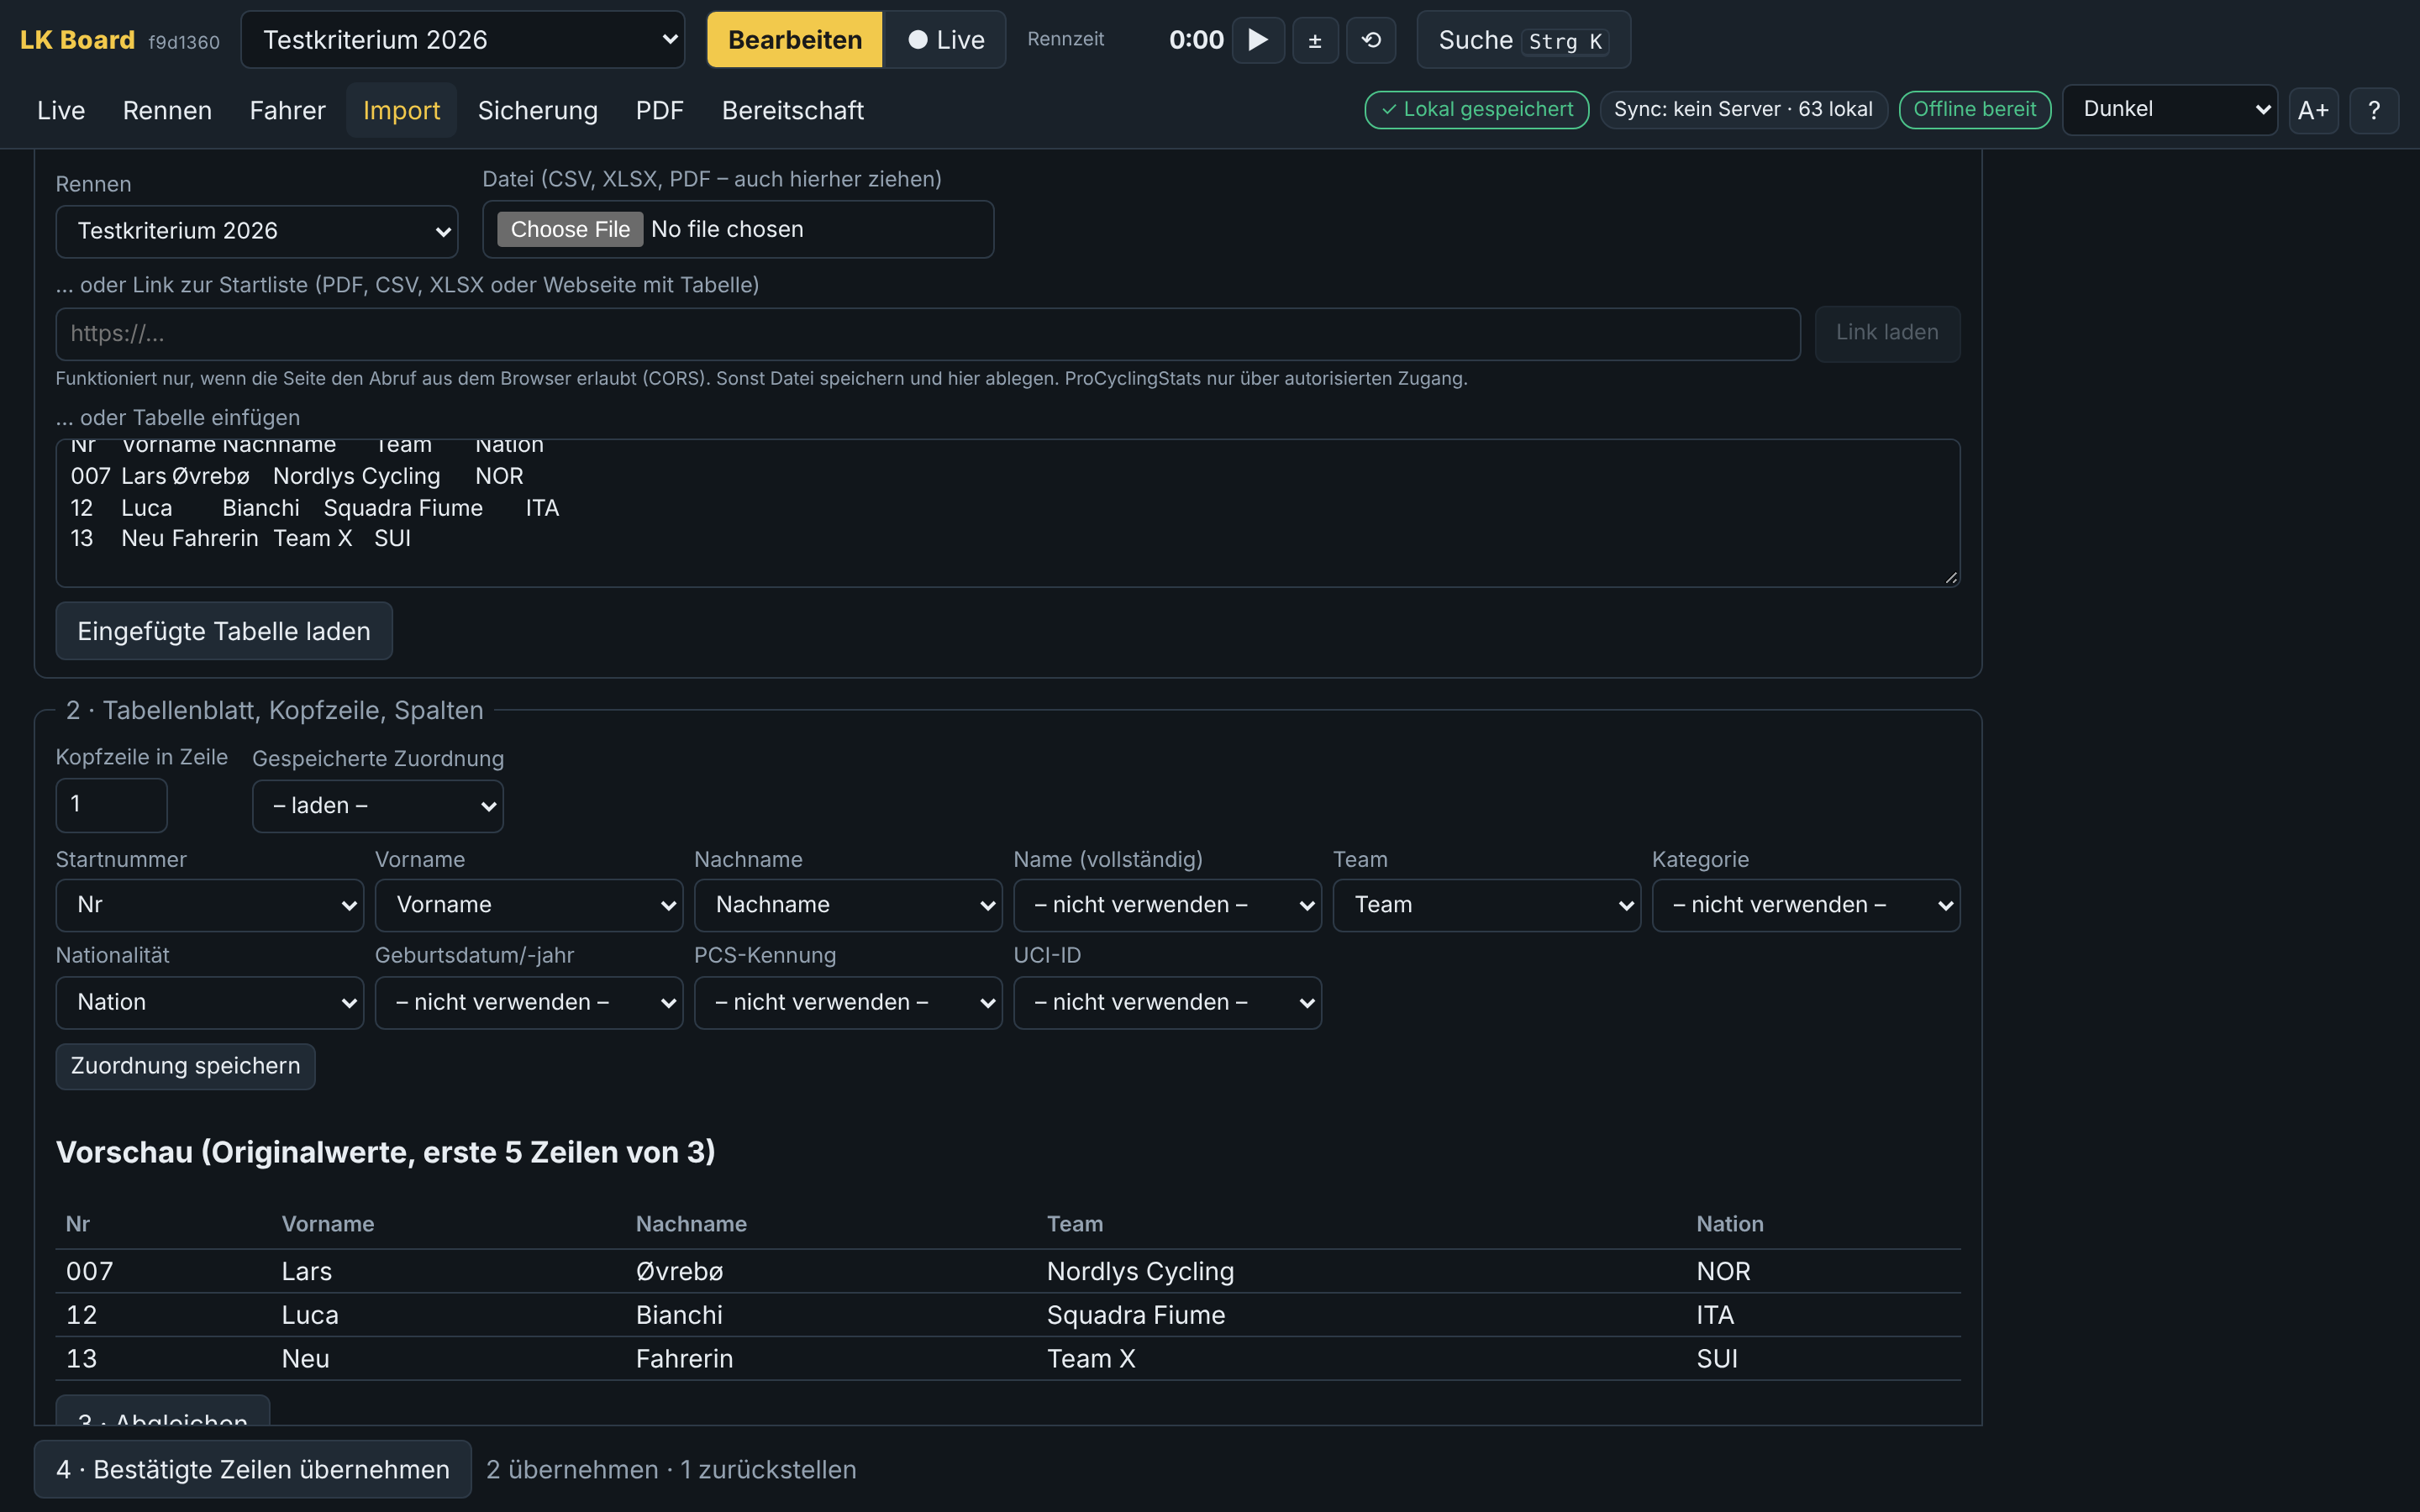 LK Board f9d1360 Testkriterium 2026 Bearbeiten Live Rennzeit 0:00 ± Suche Strg K
Live Rennen Fahrer Import Sicherung PDF Bereitschaft ✓ Lokal gespeichert Sync: kein Server · 63 lokal Offline bereit Dunkel A+ ?
Rennen Datei (CSV, XLSX, PDF – auch hierher ziehen)
Testkriterium 2026 Choose File No file chosen
... oder Link zur Startliste (PDF, CSV, XLSX oder Webseite mit Tabelle)
https://... Link laden
Funktioniert nur, wenn die Seite den Abruf aus dem Browser erlaubt (CORS). Sonst Datei speichern und hier ablegen. ProCyclingStats nur über autorisierten Zugang.
... oder Tabelle einfügen
Nr Vorname Nachname Team Nation
007 Lars Øvrebø Nordlys Cycling NOR
12 Luca Bianchi Squadra Fiume ITA
13 Neu Fahrerin Team X SUI
Eingefügte Tabelle laden
2 · Tabellenblatt, Kopfzeile, Spalten
Kopfzeile in Zeile Gespeicherte Zuordnung
1 – laden –
Startnummer Vorname Nachname Name (vollständig) Team Kategorie
Nr Vorname Nachname – nicht verwenden – Team – nicht verwenden –
Nationalität Geburtsdatum/-jahr PCS-Kennung UCI-ID
Nation – nicht verwenden – – nicht verwenden – – nicht verwenden –
Zuordnung speichern
Vorschau (Originalwerte, erste 5 Zeilen von 3)
Nr Vorname Nachname Team Nation
007 Lars Øvrebø Nordlys Cycling NOR
12 Luca Bianchi Squadra Fiume ITA
13 Neu Fahrerin Team X SUI
3 · Abgleichen
4 · Bestätigte Zeilen übernehmen 2 übernehmen · 1 zurückstellen